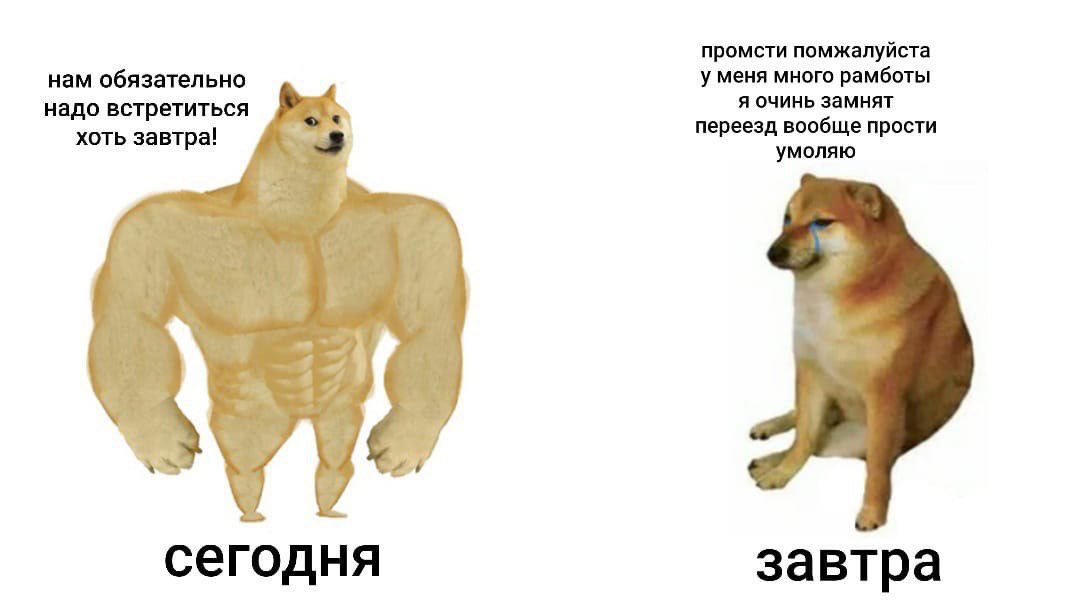 нам обязательно
надо встретиться
хоть завтра!
сегодня
промсти помжалуйста
у меня много рамботы
я очинь замнят
переезд вообще прости
умоляю
завтра